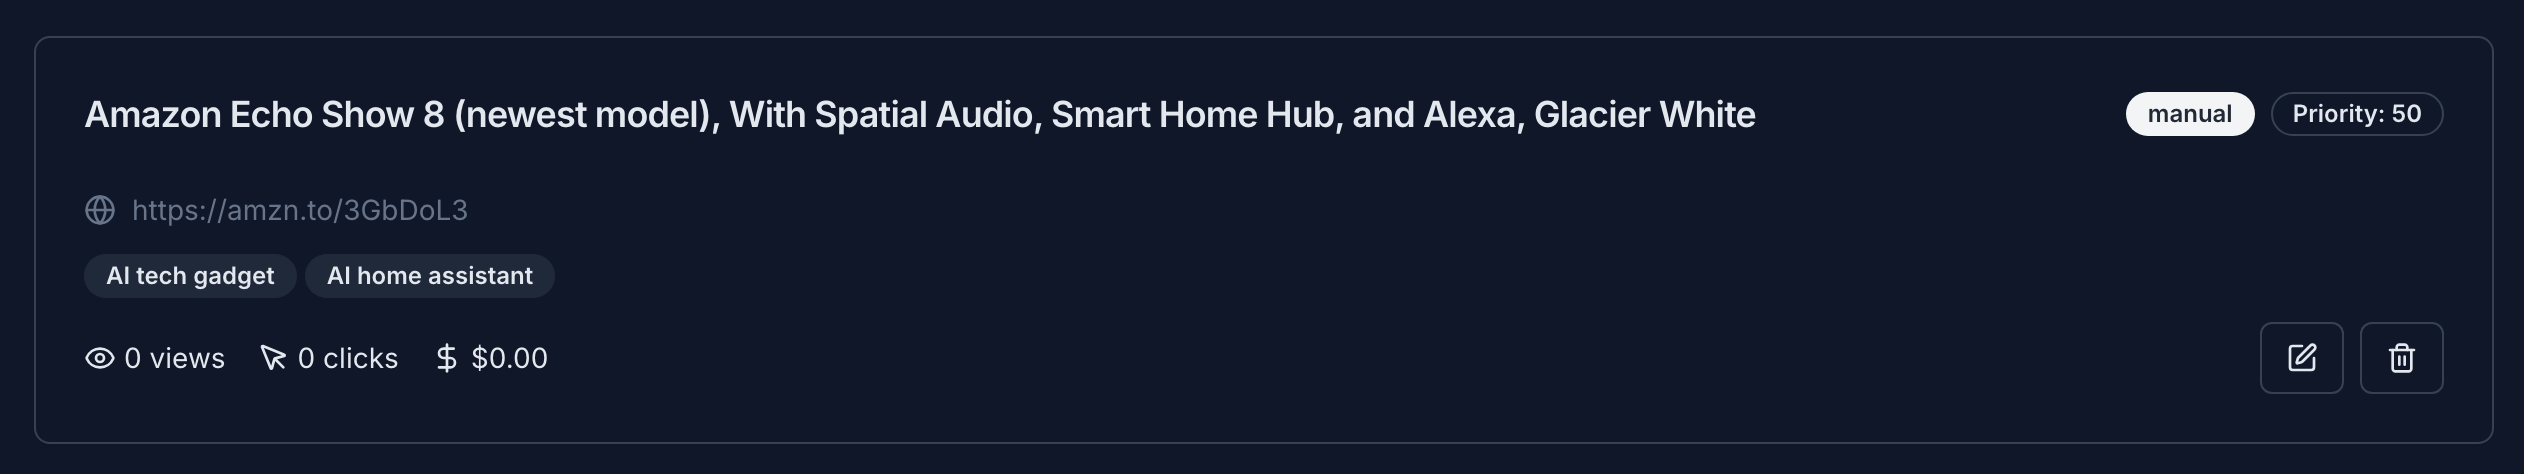 Amazon Echo Show 8 (newest model), With Spatial Audio, Smart Home Hub, and Alexa, Glacier White
manual
Priority: 50
https://amzn.to/3GbDoL3
AI tech gadget
AI home assistant
0 views
0 clicks
$0.00